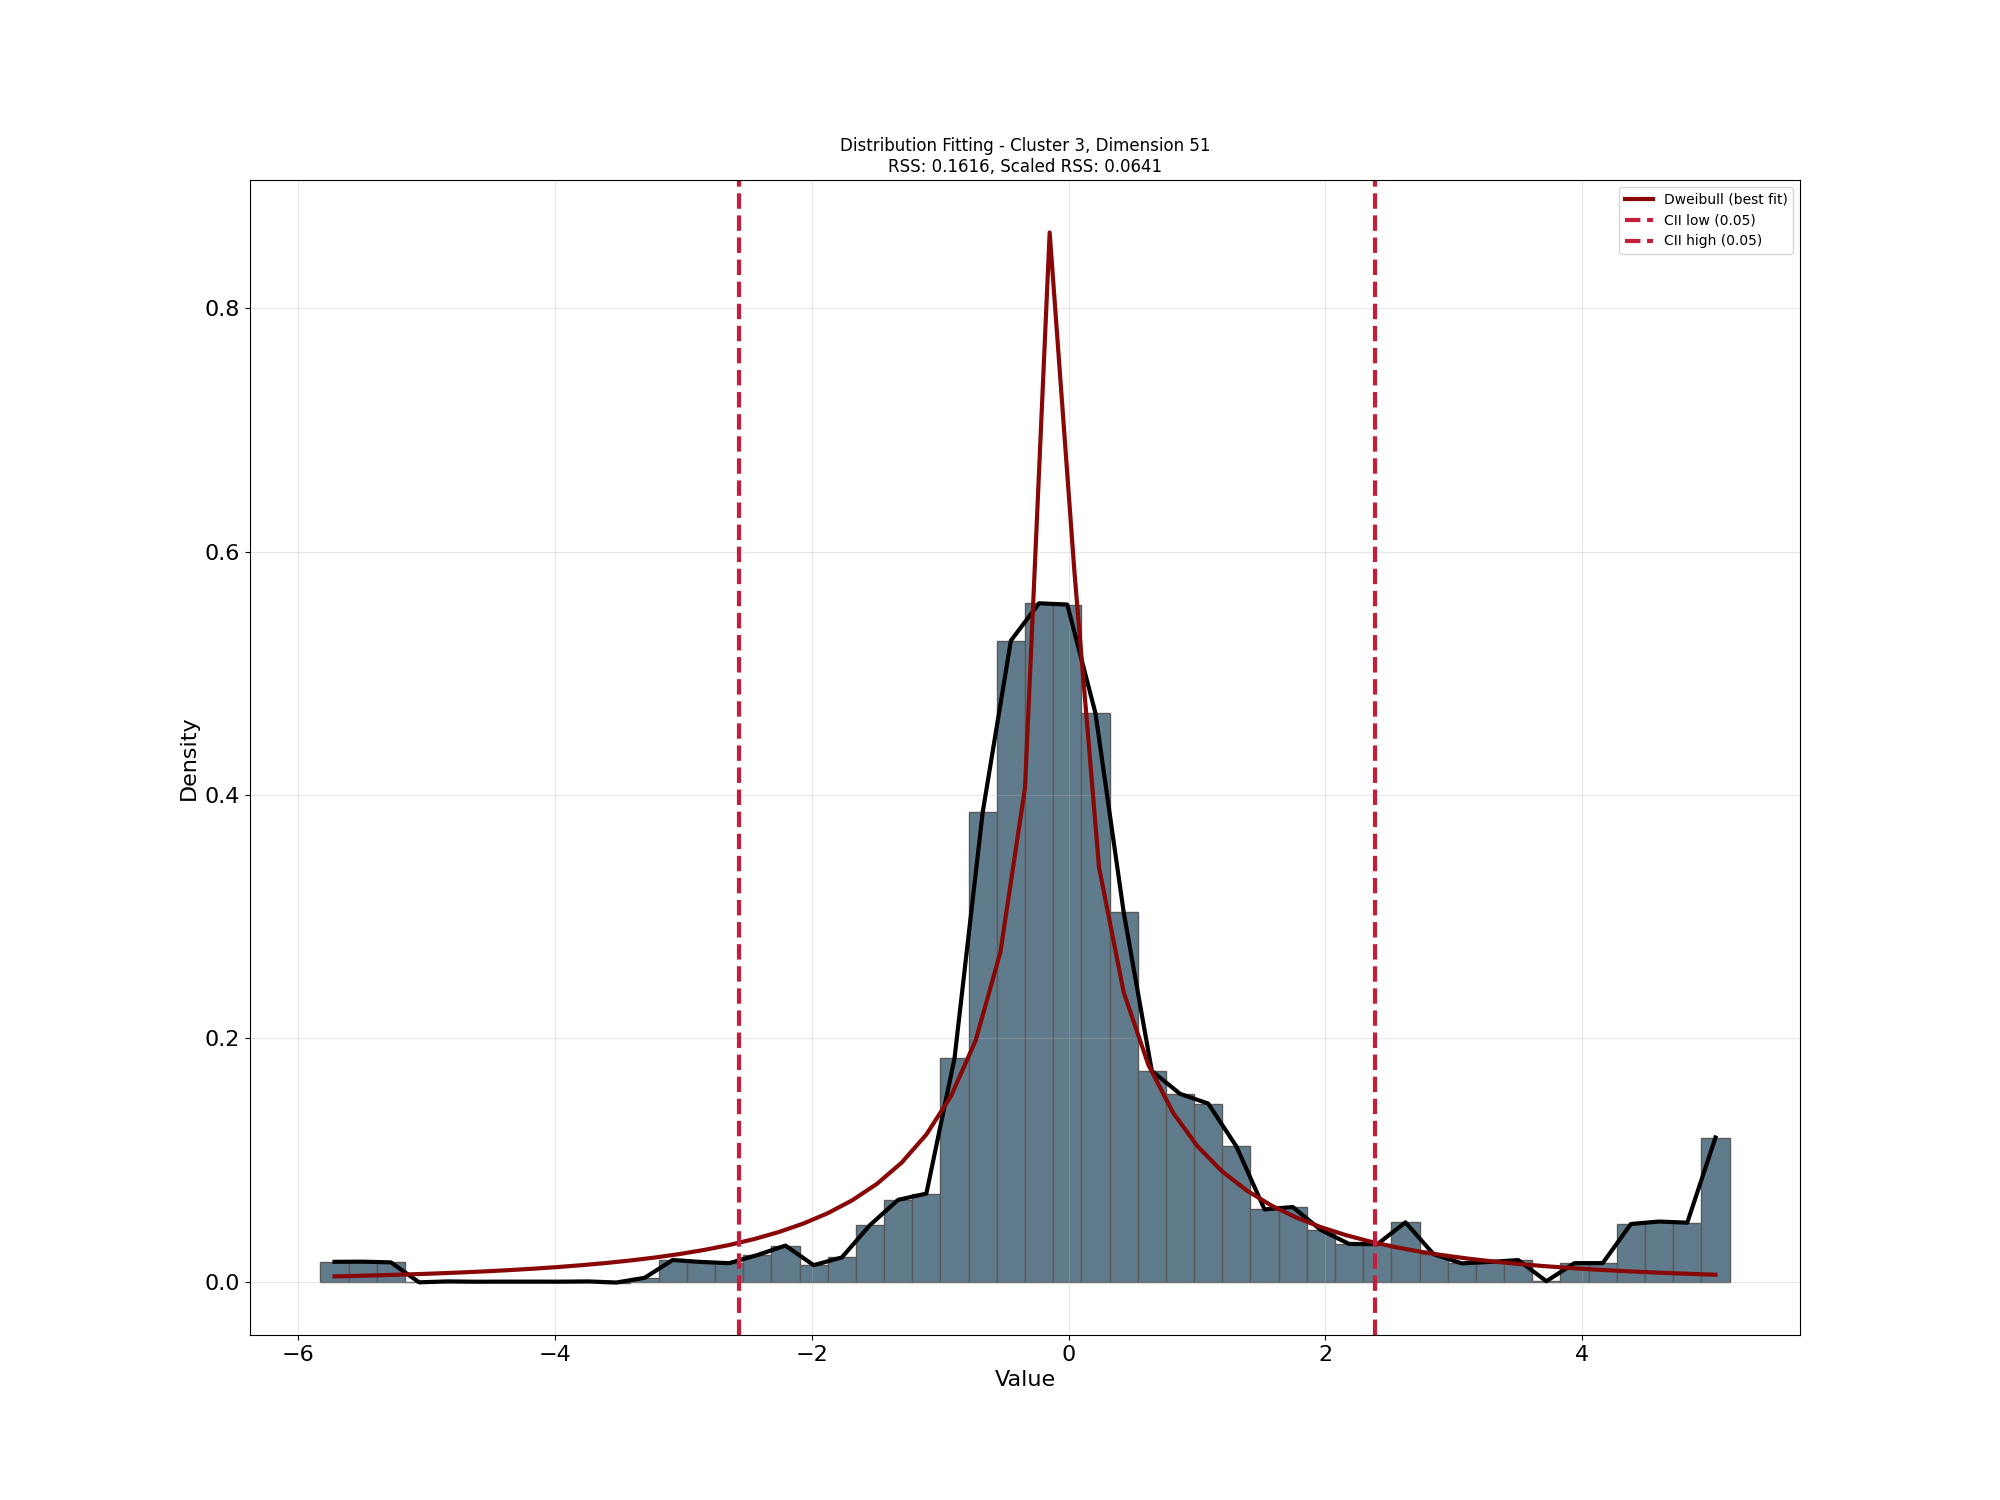 Distribution Fitting - Cluster 3, Dimension 51
RSS: 0.1616, Scaled RSS: 0.0641
Dweibull (best fit)
CII low (0.05)
CII high (0.05)
Density
0.8
0.6
0.4
0.2
0.0
−6
−4
−2
0
2
4
Value